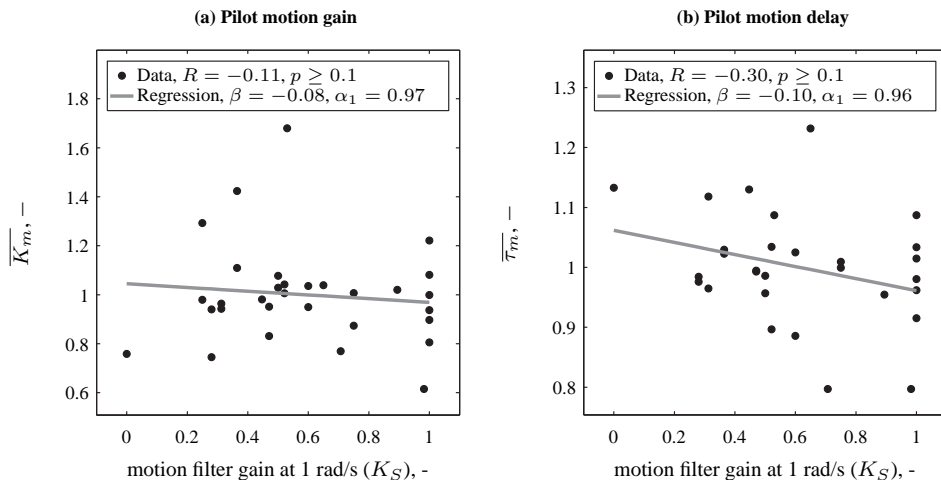 (a) Pilot motion gain
Data, R = −0.11, p ≥ 0.1
Regression, β = −0.08, α₁ = 0.97
1.8
1.6
1.4
1.2
1.0
0.8
0.6
K̅ₘ, −
0
0.2
0.4
0.6
0.8
1
motion filter gain at 1 rad/s (K_S), -
(b) Pilot motion delay
Data, R = −0.30, p ≥ 0.1
Regression, β = −0.10, α₁ = 0.96
1.3
1.2
1.1
1.0
0.9
0.8
τ̅ₘ, −
0
0.2
0.4
0.6
0.8
1
motion filter gain at 1 rad/s (K_S), -